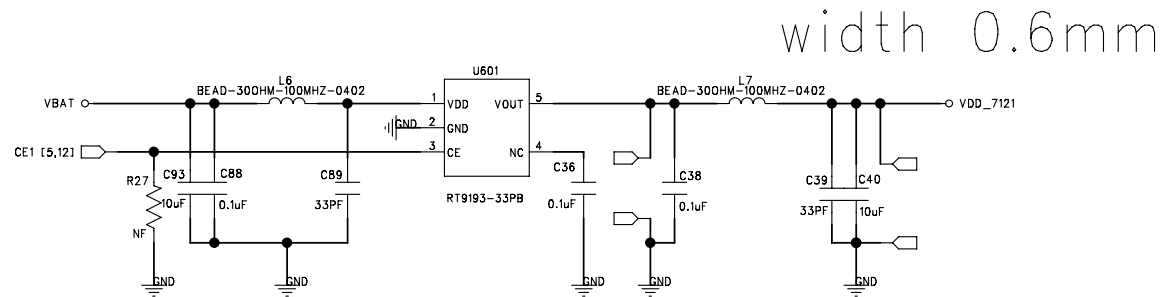 width 0.6mm
U601
L6
BEAD-300HM-100MHZ-0402
VBAT
1 VDD
VOUT 5
L7
BEAD-300HM-100MHZ-0402
VDD_7121
GND
2 GND
CE1 [5,12]
3 CE
NC 4
R27
NF
C93
10uF
C88
0.1uF
C89
33PF
RT9193-33PB
C36
0.1uF
C38
0.1uF
C39
33PF
C40
10uF
GND
GND
GND
GND
GND